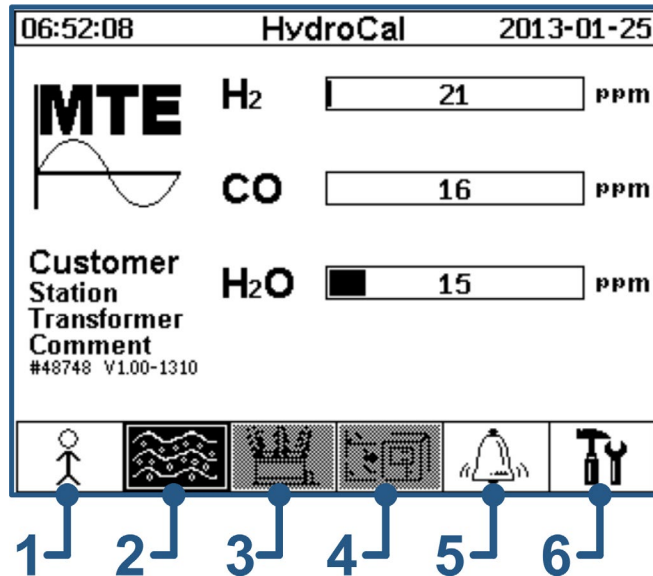 06:52:08 HydroCal 2013-01-25
MTE
H2 21 ppm
CO 16 ppm
H2O 15 ppm
Customer
Station
Transformer
Comment
#48748 V1.00-1310
1 2 3 4 5 6